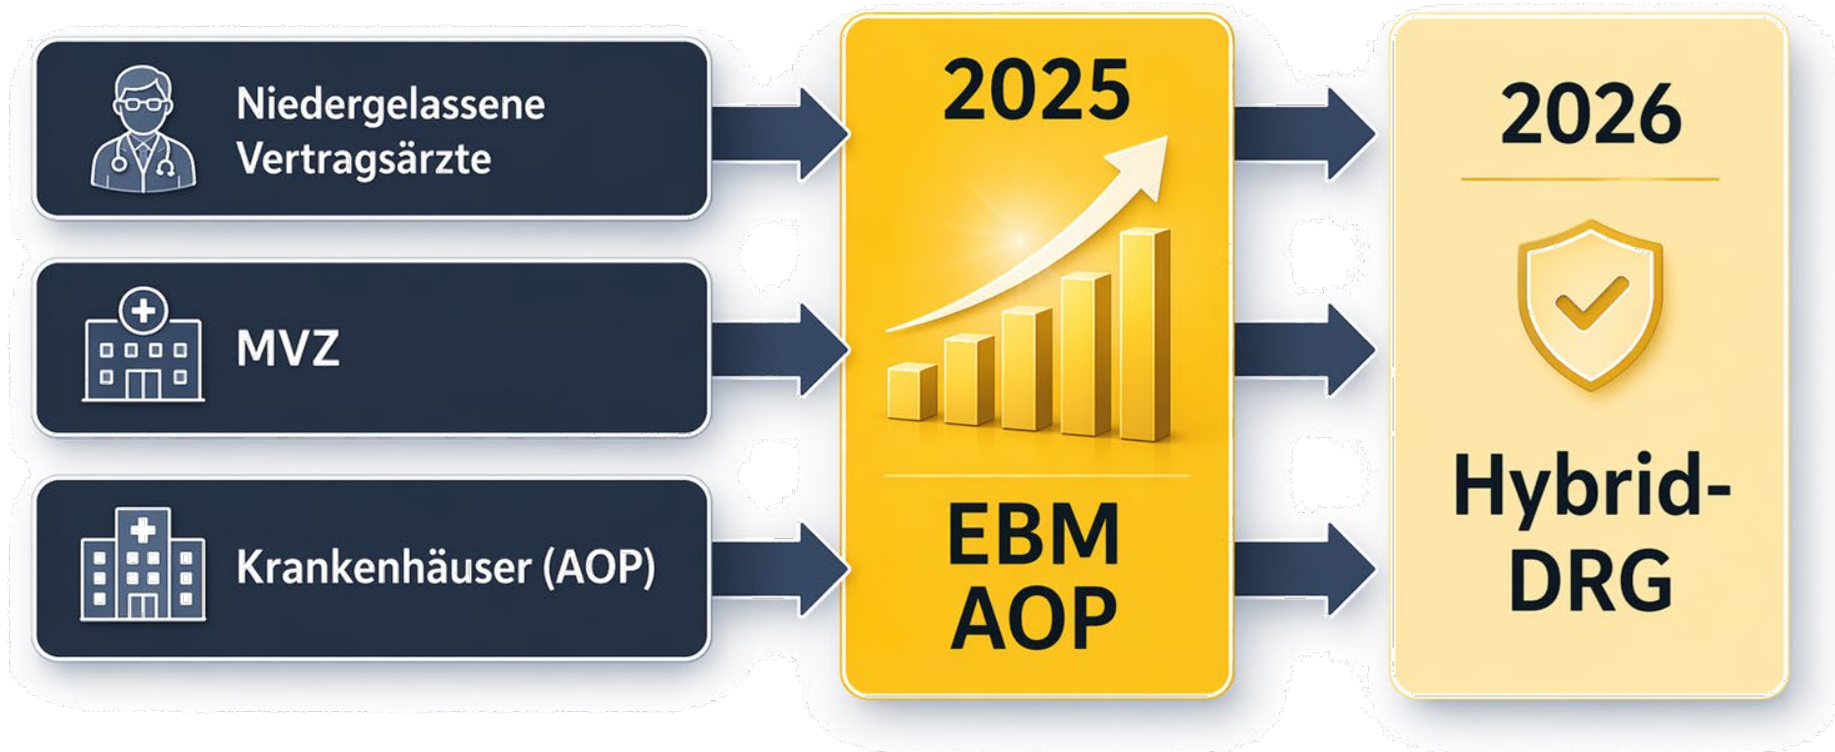 Niedergelassene
Vertragsärzte
MVZ
Krankenhäuser (AOP)
2025
EBM
AOP
2026
Hybrid-
DRG